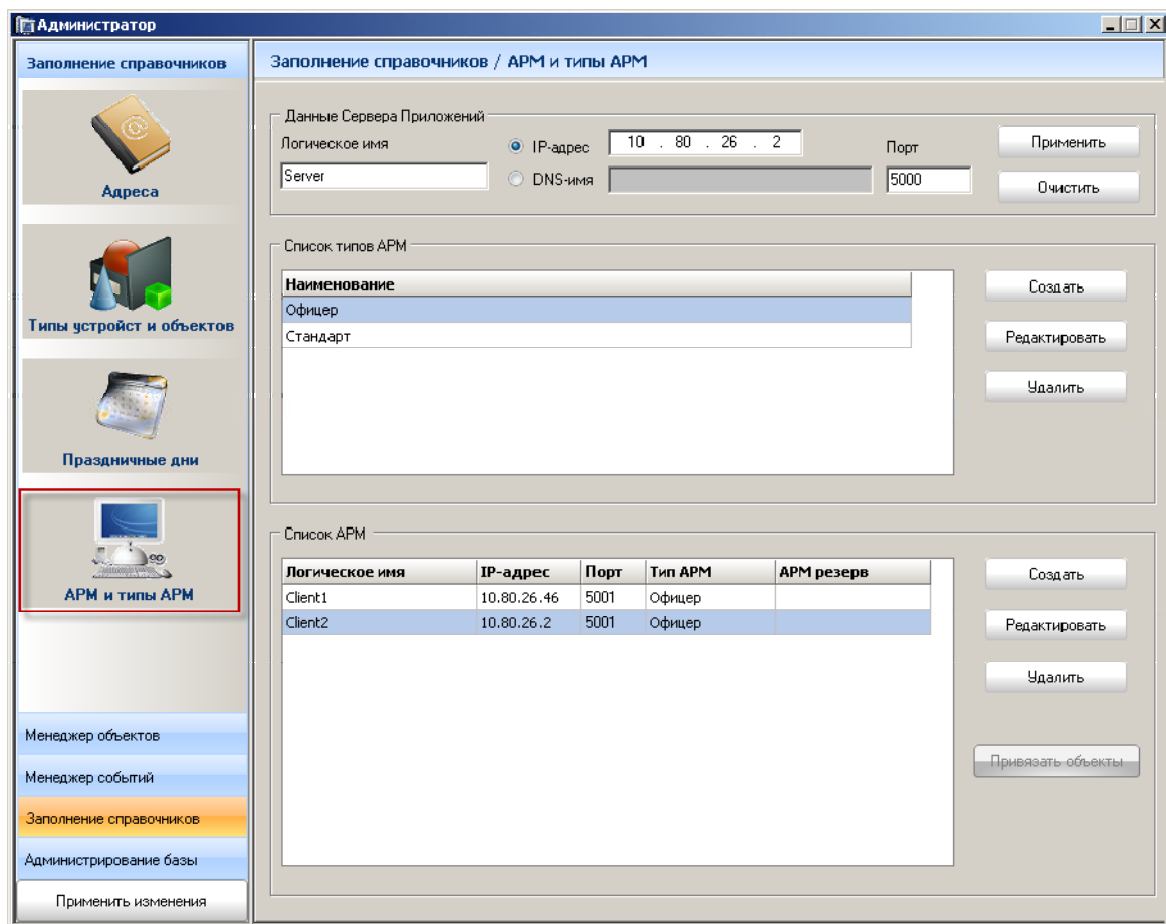 Администратор
Заполнение справочников
Адреса
Типы устройст и объектов
Праздничные дни
АРМ и типы АРМ
Менеджер объектов
Менеджер событий
Заполнение справочников
Администрирование базы
Применить изменения
Заполнение справочников / АРМ и типы АРМ
Данные Сервера Приложений
Логическое имя
Server
IP-адрес 10 . 80 . 26 . 2
DNS-имя
Порт
5000
Применить
Очистить
Список типов АРМ
Наименование
Офицер
Стандарт
Создать
Редактировать
Удалить
Список АРМ
Логическое имя IP-адрес Порт Тип АРМ АРМ резерв
Client1 10.80.26.46 5001 Офицер
Client2 10.80.26.2 5001 Офицер
Создать
Редактировать
Удалить
Привязать объекты